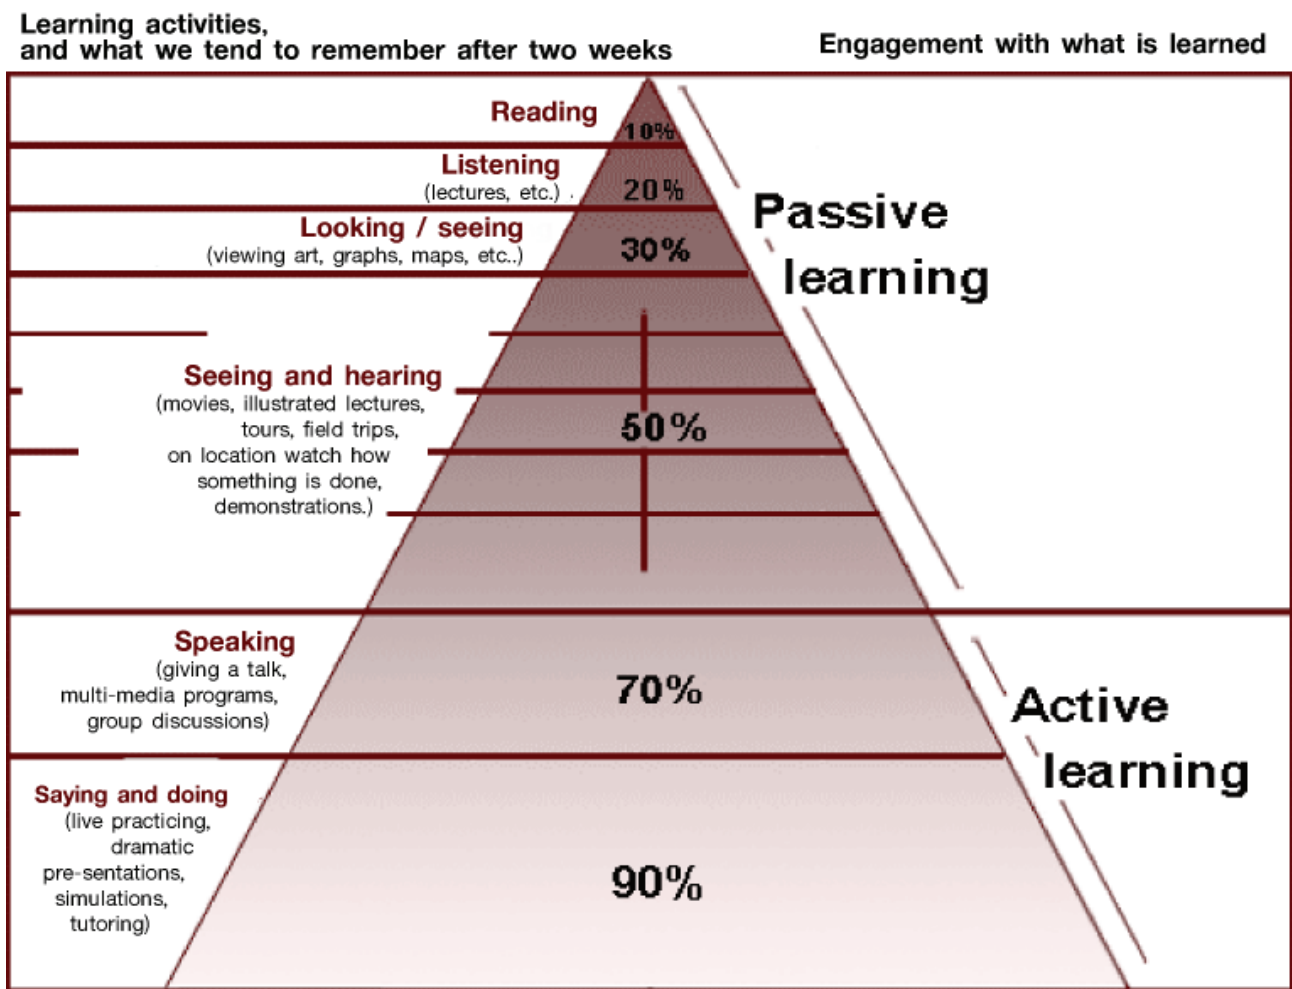 Learning activities,
and what we tend to remember after two weeks
Engagement with what is learned
Reading
10%
Listening
(lectures, etc.) .
20%
Looking / seeing
(viewing art, graphs, maps, etc..)
30%
Passive
learning
Seeing and hearing
(movies, illustrated lectures,
tours, field trips,
on location watch how
something is done,
demonstrations.)
50%
Speaking
(giving a talk,
multi-media programs,
group discussions)
70%
Active
learning
Saying and doing
(live practicing,
dramatic
pre-sentations,
simulations,
tutoring)
90%